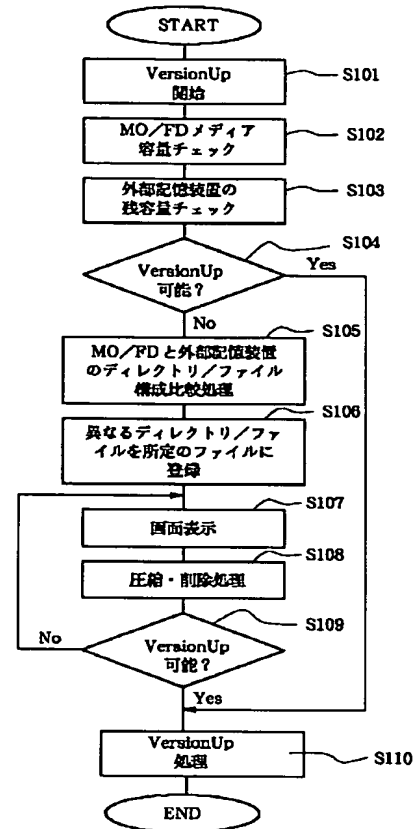 START
VersionUp
開始
S101
MO/FDメディア
容量チェック
S102
外部記憶装置の
残容量チェック
S103
S104
VersionUp
可能?
Yes
No
S105
MO/FDと外部記憶装置
のディレクトリ/ファイル
構成比較処理
S106
異なるディレクトリ/ファ
イルを所定のファイルに
登録
S107
画面表示
S108
圧縮・削除処理
S109
No
VersionUp
可能?
Yes
VersionUp
処理
S110
END